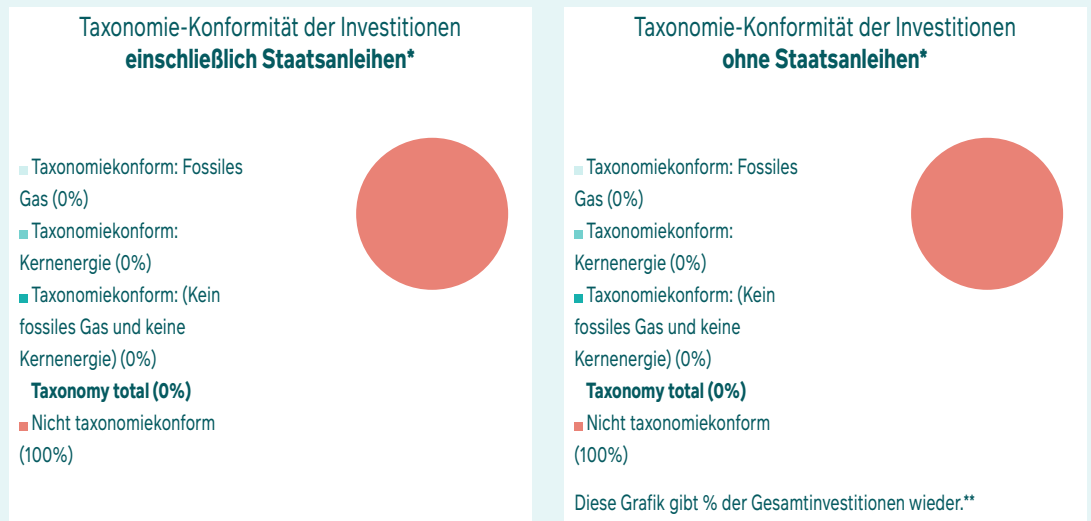 Taxonomie-Konformität der Investitionen
einschließlich Staatsanleihen*
Taxonomiekonform: Fossiles
Gas (0%)
Taxonomiekonform:
Kernenergie (0%)
Taxonomiekonform: (Kein
fossiles Gas und keine
Kernenergie) (0%)
Taxonomy total (0%)
Nicht taxonomiekonform
(100%)
Taxonomie-Konformität der Investitionen
ohne Staatsanleihen*
Taxonomiekonform: Fossiles
Gas (0%)
Taxonomiekonform:
Kernenergie (0%)
Taxonomiekonform: (Kein
fossiles Gas und keine
Kernenergie) (0%)
Taxonomy total (0%)
Nicht taxonomiekonform
(100%)
Diese Grafik gibt % der Gesamtinvestitionen wieder.**